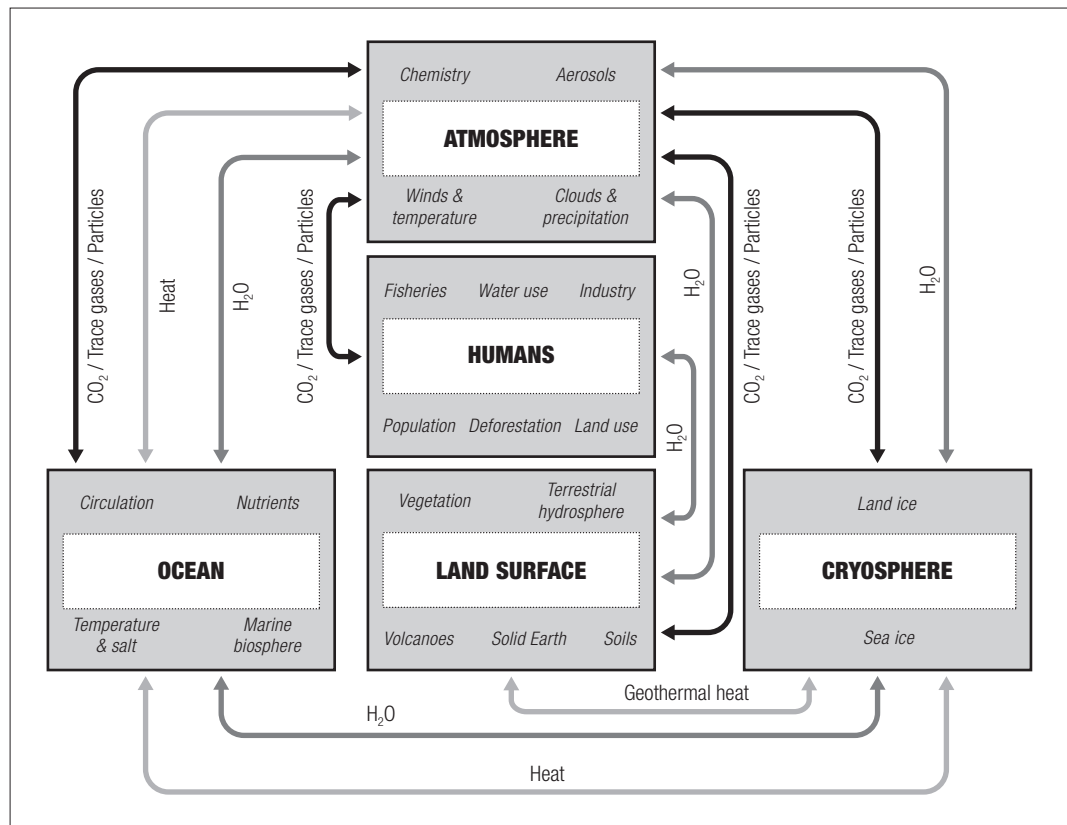 Chemistry Aerosols
ATMOSPHERE
Winds & temperature
Clouds & precipitation
CO₂ / Trace gases / Particles
Heat
H₂O
CO₂ / Trace gases / Particles
H₂O
CO₂ / Trace gases / Particles
CO₂ / Trace gases / Particles
H₂O
Fisheries Water use Industry
HUMANS
Population Deforestation Land use
H₂O
Circulation Nutrients
OCEAN
Temperature & salt
Marine biosphere
Vegetation
Terrestrial hydrosphere
LAND SURFACE
Volcanoes Solid Earth Soils
Land ice
CRYOSPHERE
Sea ice
Geothermal heat
H₂O
Heat